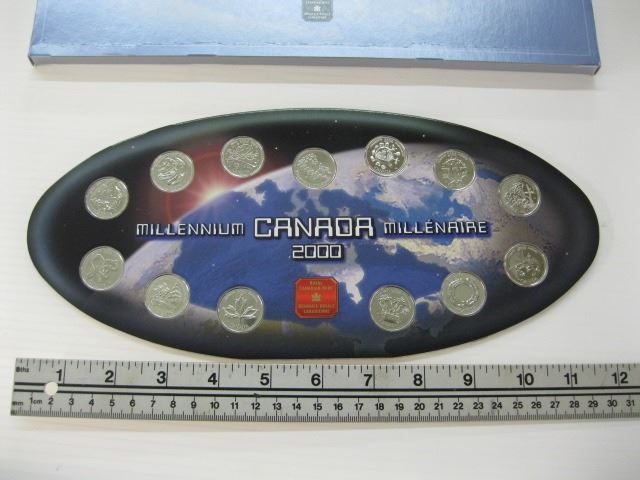 MILLENNIUM CANADA MILLÉNAIRE
2000
ROYAL
CANADIAN MINT
MONNAIE ROYALE
CANADIENNE
8ths 1 2 3 4 5 6 7 8 9 10 11 12
mm 1cm 2 3 4 5 6 7 8 9 10 11 12 13 14 15 16 17 18 19 20 21 22 23 24 25 26 27 28 29 30 31